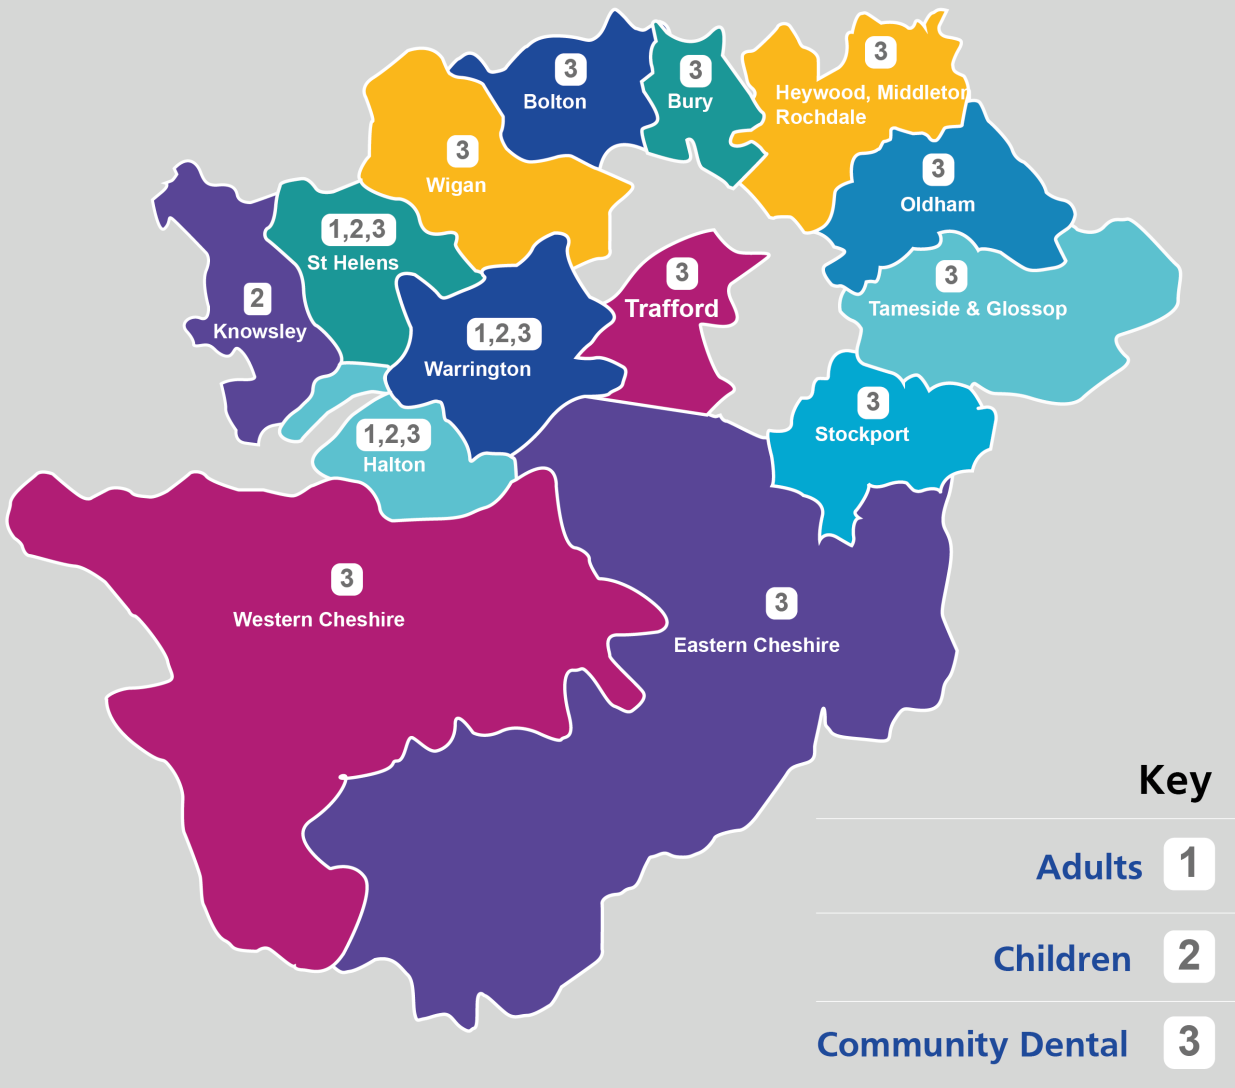 3
Bolton
3
Bury
3
Heywood, Middleton
Rochdale
3
Wigan
3
Oldham
1,2,3
St Helens
2
Knowsley
3
Trafford
3
Tameside & Glossop
1,2,3
Warrington
3
Stockport
1,2,3
Halton
3
Western Cheshire
3
Eastern Cheshire
Key
Adults 1
Children 2
Community Dental 3